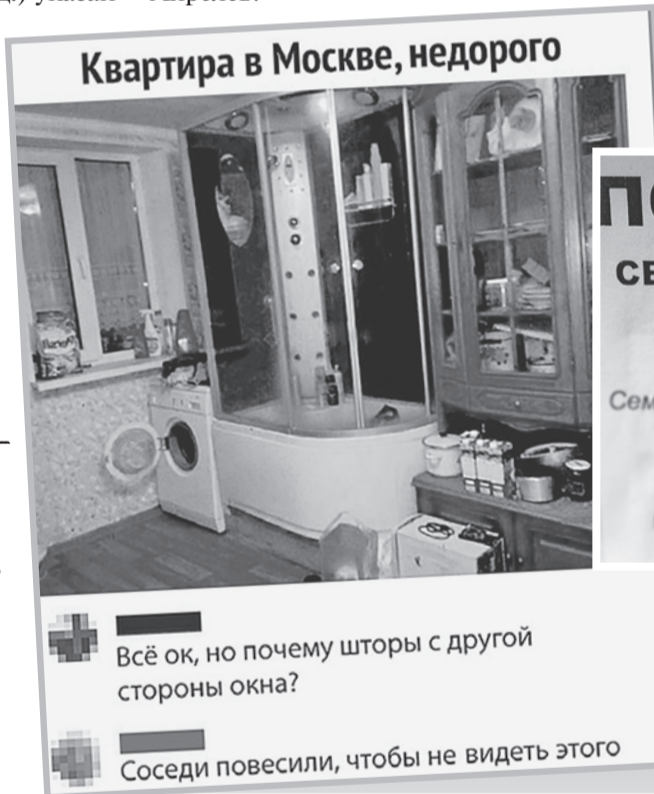 Квартира в Москве, недорого
Всё ок, но почему шторы с другой
стороны окна?
Соседи повесили, чтобы не видеть этого